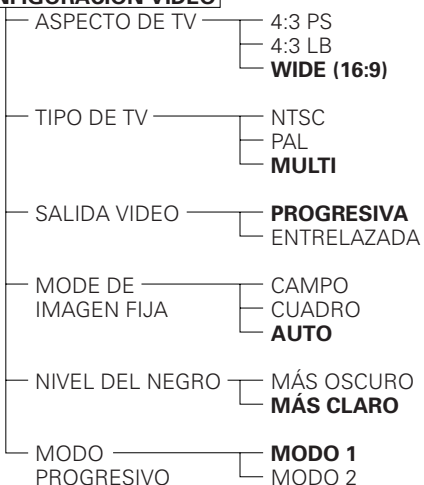 ASPECTO DE TV
4:3 PS
4:3 LB
WIDE (16:9)
TIPO DE TV
NTSC
PAL
MULTI
SALIDA VIDEO
PROGRESIVA
ENTRELAZADA
MODE DE
IMAGEN FIJA
CAMPO
CUADRO
AUTO
NIVEL DEL NEGRO
MÁS OSCURO
MÁS CLARO
MODO
PROGRESIVO
MODO 1
MODO 2